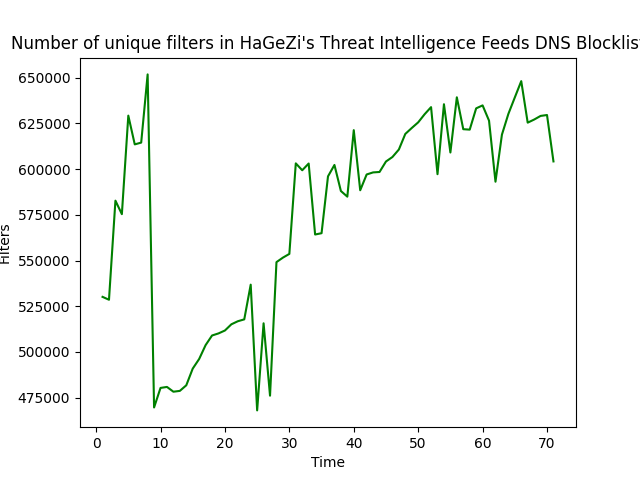 Number of unique filters in HaGeZi's Threat Intelligence Feeds DNS Blocklist
650000
625000
600000
575000
550000
525000
500000
475000
Filters
0 10 20 30 40 50 60 70
Time